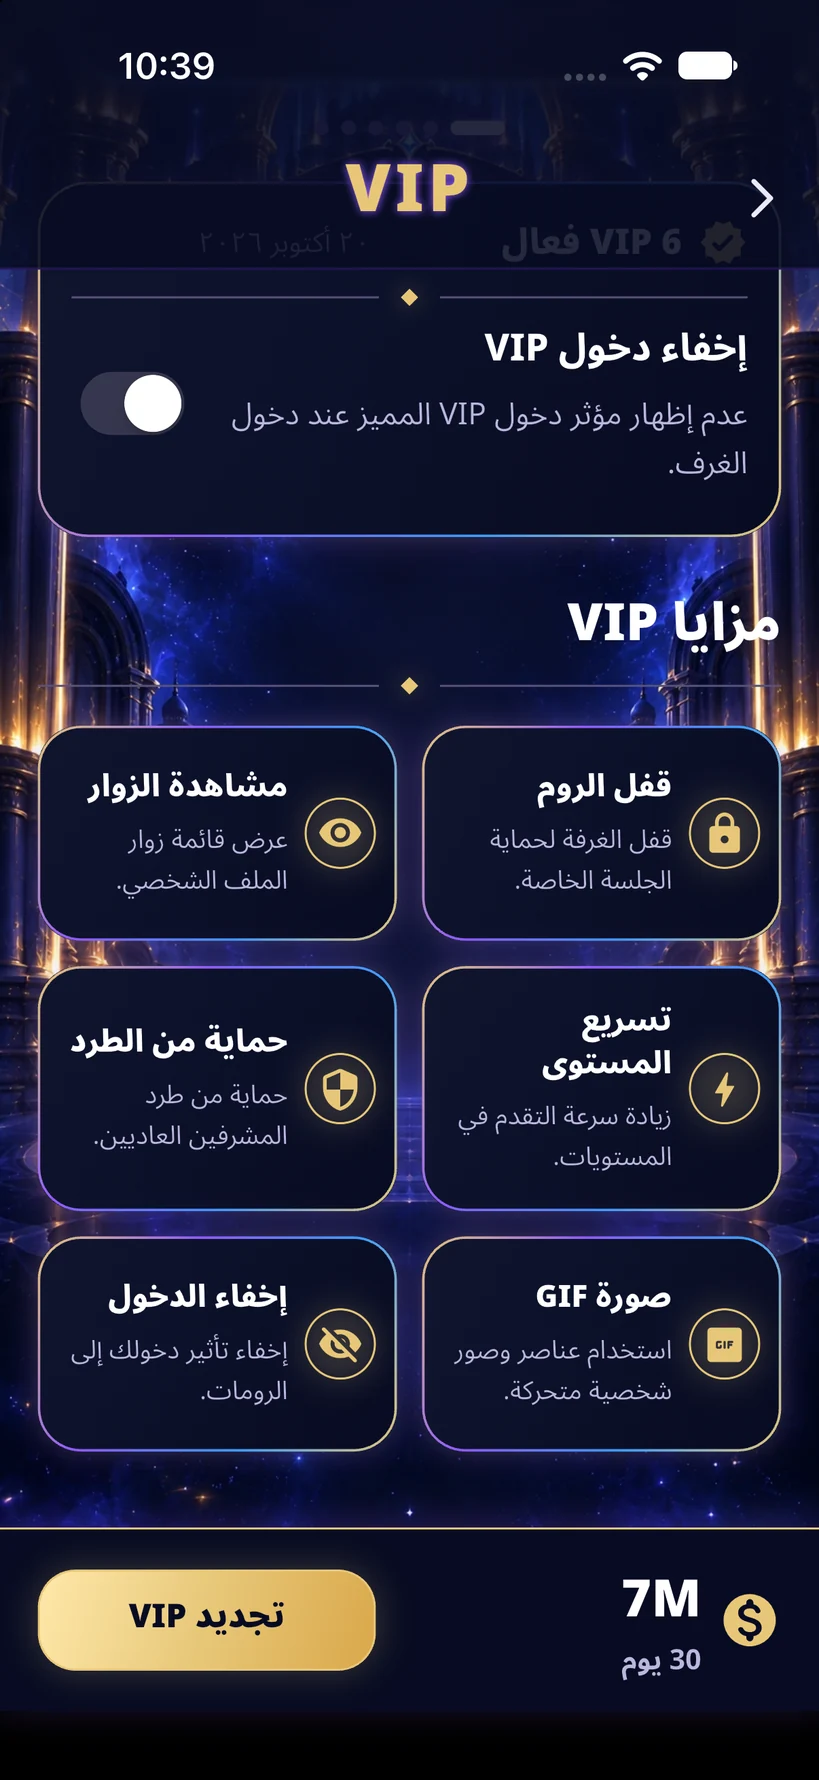 10:39
VIP
VIP 6 فعال
٢٠ أكتوبر ٢٠٢٦
إخفاء دخول VIP
عدم إظهار مؤثر دخول VIP المميز عند دخول
الغرف.
مزايا VIP
قفل الروم
قفل الغرفة لحماية
الجلسة الخاصة.
مشاهدة الزوار
عرض قائمة زوار
الملف الشخصي.
تسريع
المستوى
زيادة سرعة التقدم في
المستويات.
حماية من الطرد
حماية من طرد
المشرفين العاديين.
صورة GIF
استخدام عناصر وصور
شخصية متحركة.
GIF
إخفاء الدخول
إخفاء تأثير دخولك إلى
الرومات.
7M
30 يوم
تجديد VIP